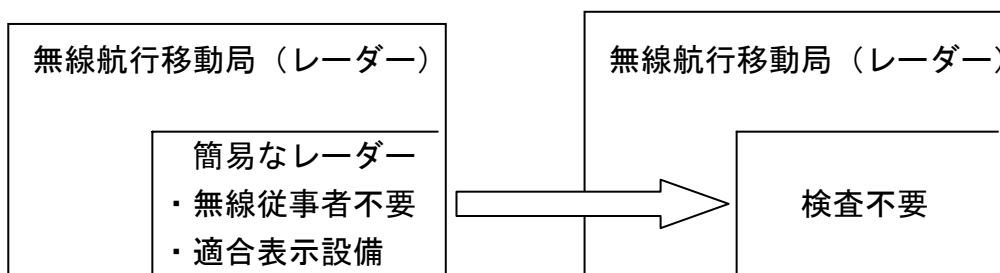 無線航行移動局（レーダー）
簡易なレーダー
・無線従事者不要
・適合表示設備
無線航行移動局（レーダー）
検査不要